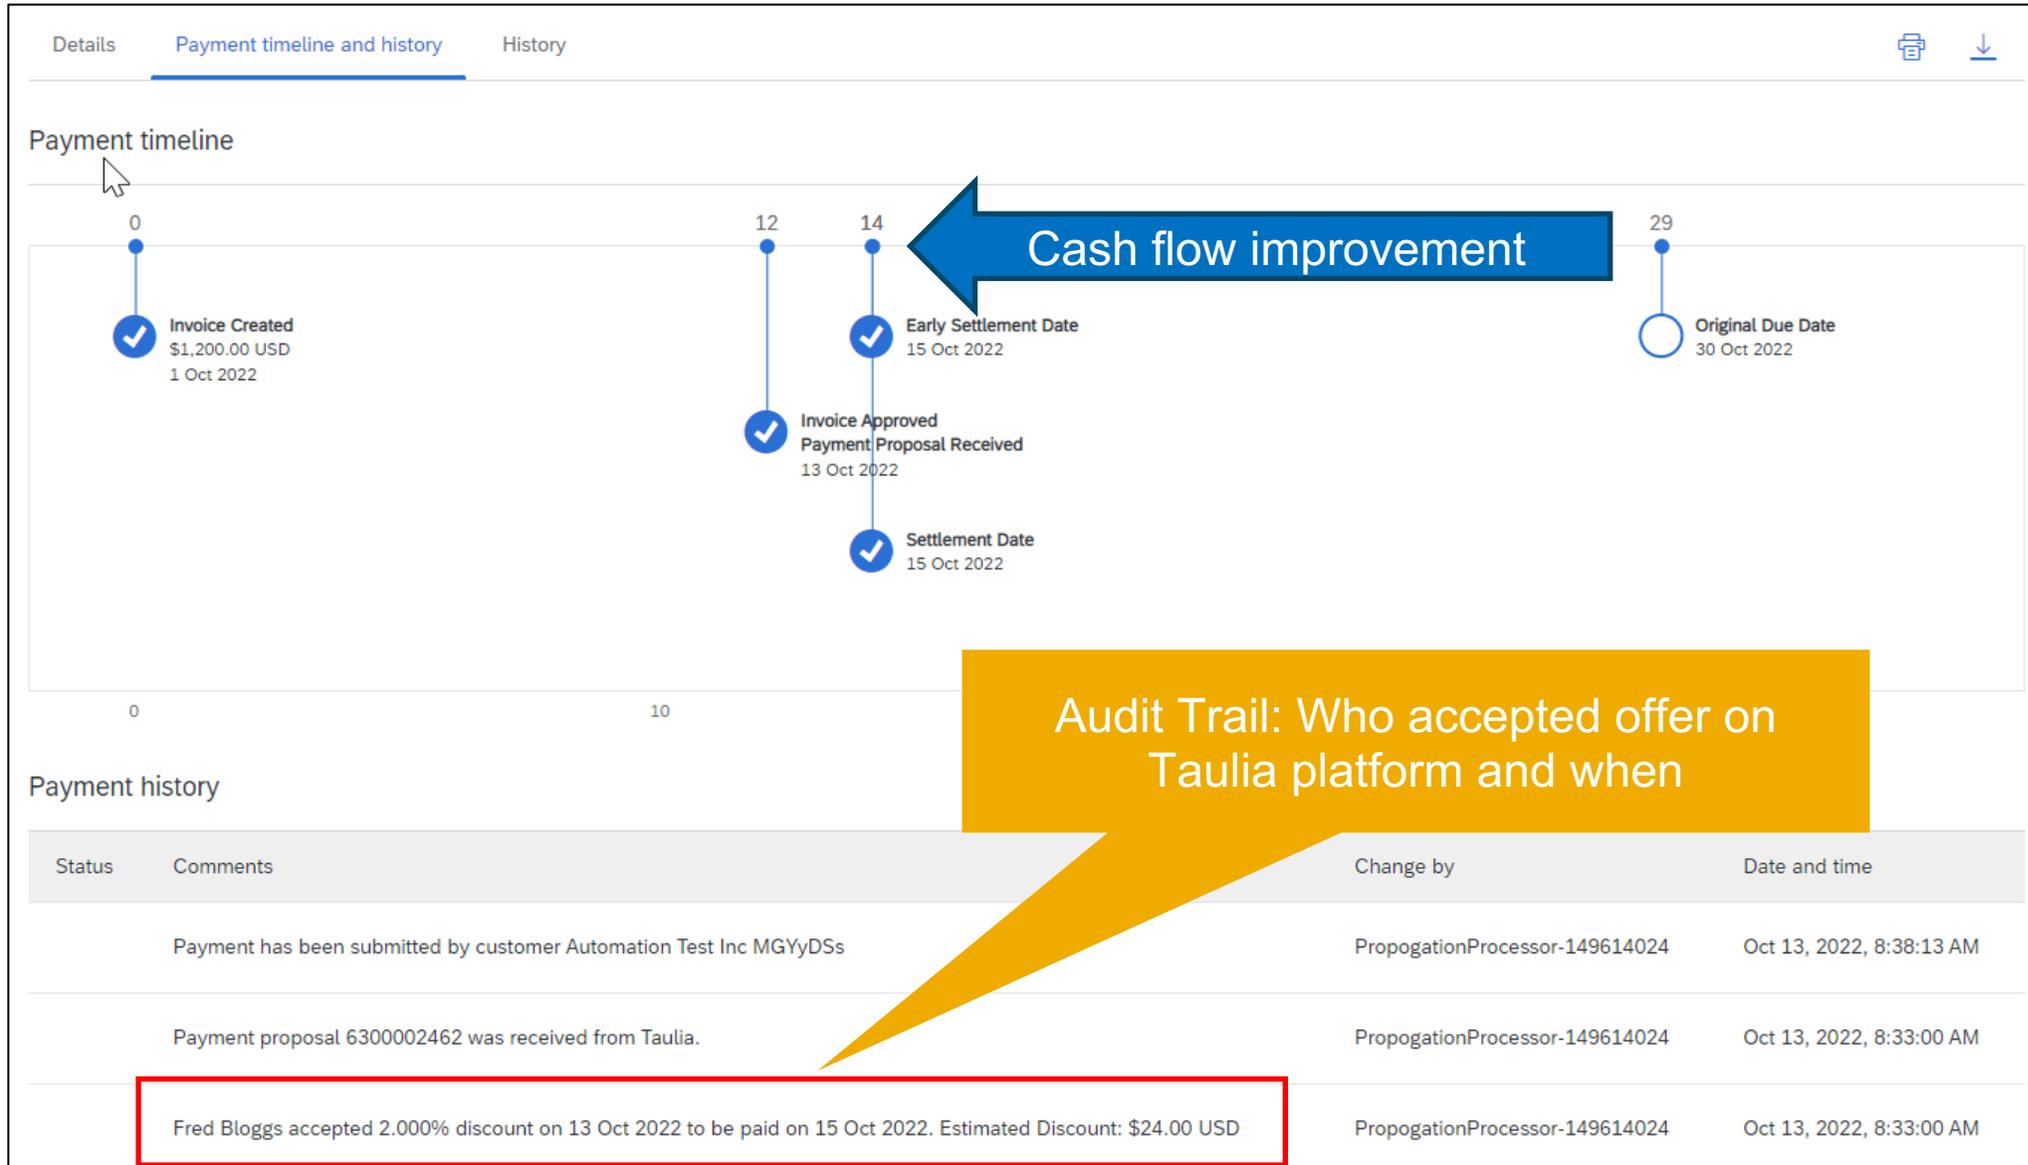 Details Payment timeline and history History
Payment timeline
0 12 14 29
Cash flow improvement
Invoice Created
$1,200.00 USD
1 Oct 2022
Early Settlement Date
15 Oct 2022
Original Due Date
30 Oct 2022
Invoice Approved
Payment Proposal Received
13 Oct 2022
Settlement Date
15 Oct 2022
0 10
Audit Trail: Who accepted offer on
Taulia platform and when
Payment history
Status Comments Change by Date and time
Payment has been submitted by customer Automation Test Inc MGYyDSs PropogationProcessor-149614024 Oct 13, 2022, 8:38:13 AM
Payment proposal 6300002462 was received from Taulia. PropogationProcessor-149614024 Oct 13, 2022, 8:33:00 AM
Fred Bloggs accepted 2.000% discount on 13 Oct 2022 to be paid on 15 Oct 2022. Estimated Discount: $24.00 USD PropogationProcessor-149614024 Oct 13, 2022, 8:33:00 AM